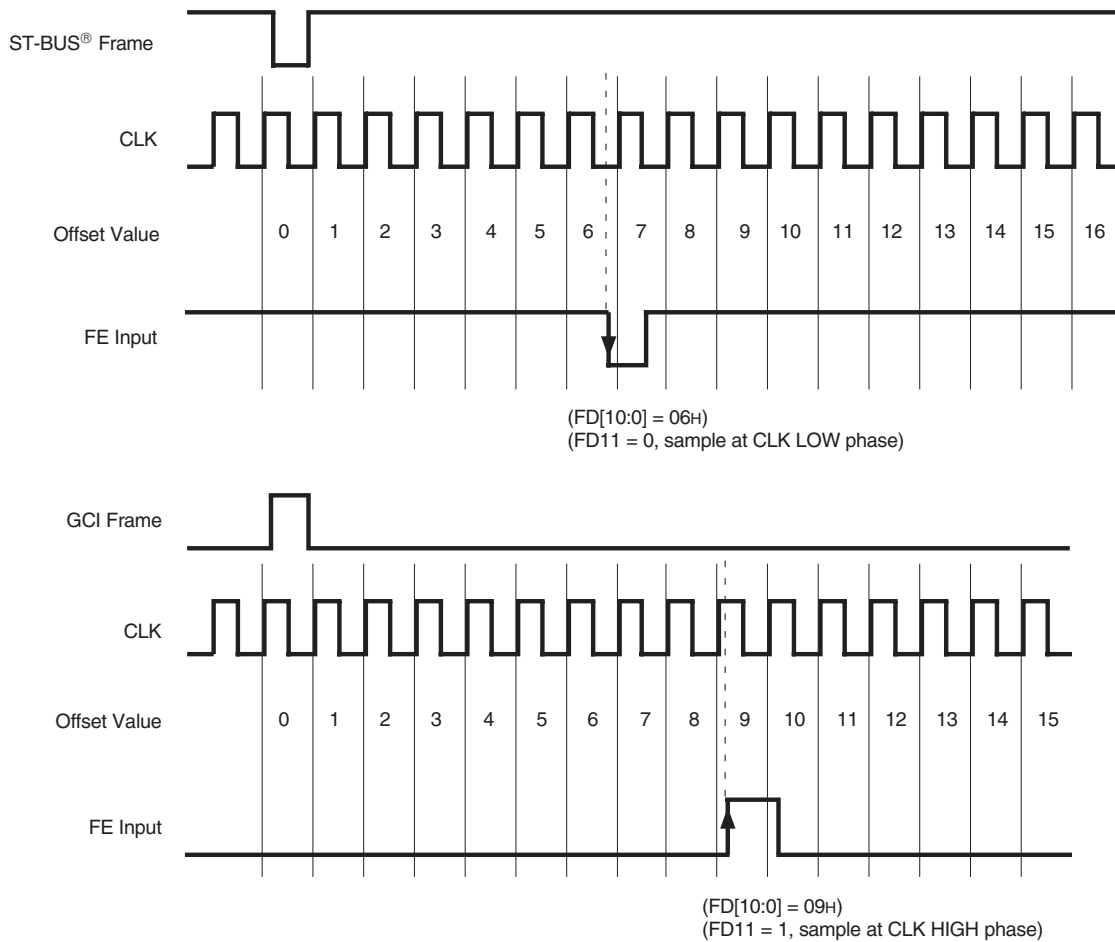 ST-BUS® Frame
CLK
Offset Value 0 1 2 3 4 5 6 7 8 9 10 11 12 13 14 15 16
FE Input
(FD[10:0] = 06H)
(FD11 = 0, sample at CLK LOW phase)
GCI Frame
CLK
Offset Value 0 1 2 3 4 5 6 7 8 9 10 11 12 13 14 15
FE Input
(FD[10:0] = 09H)
(FD11 = 1, sample at CLK HIGH phase)